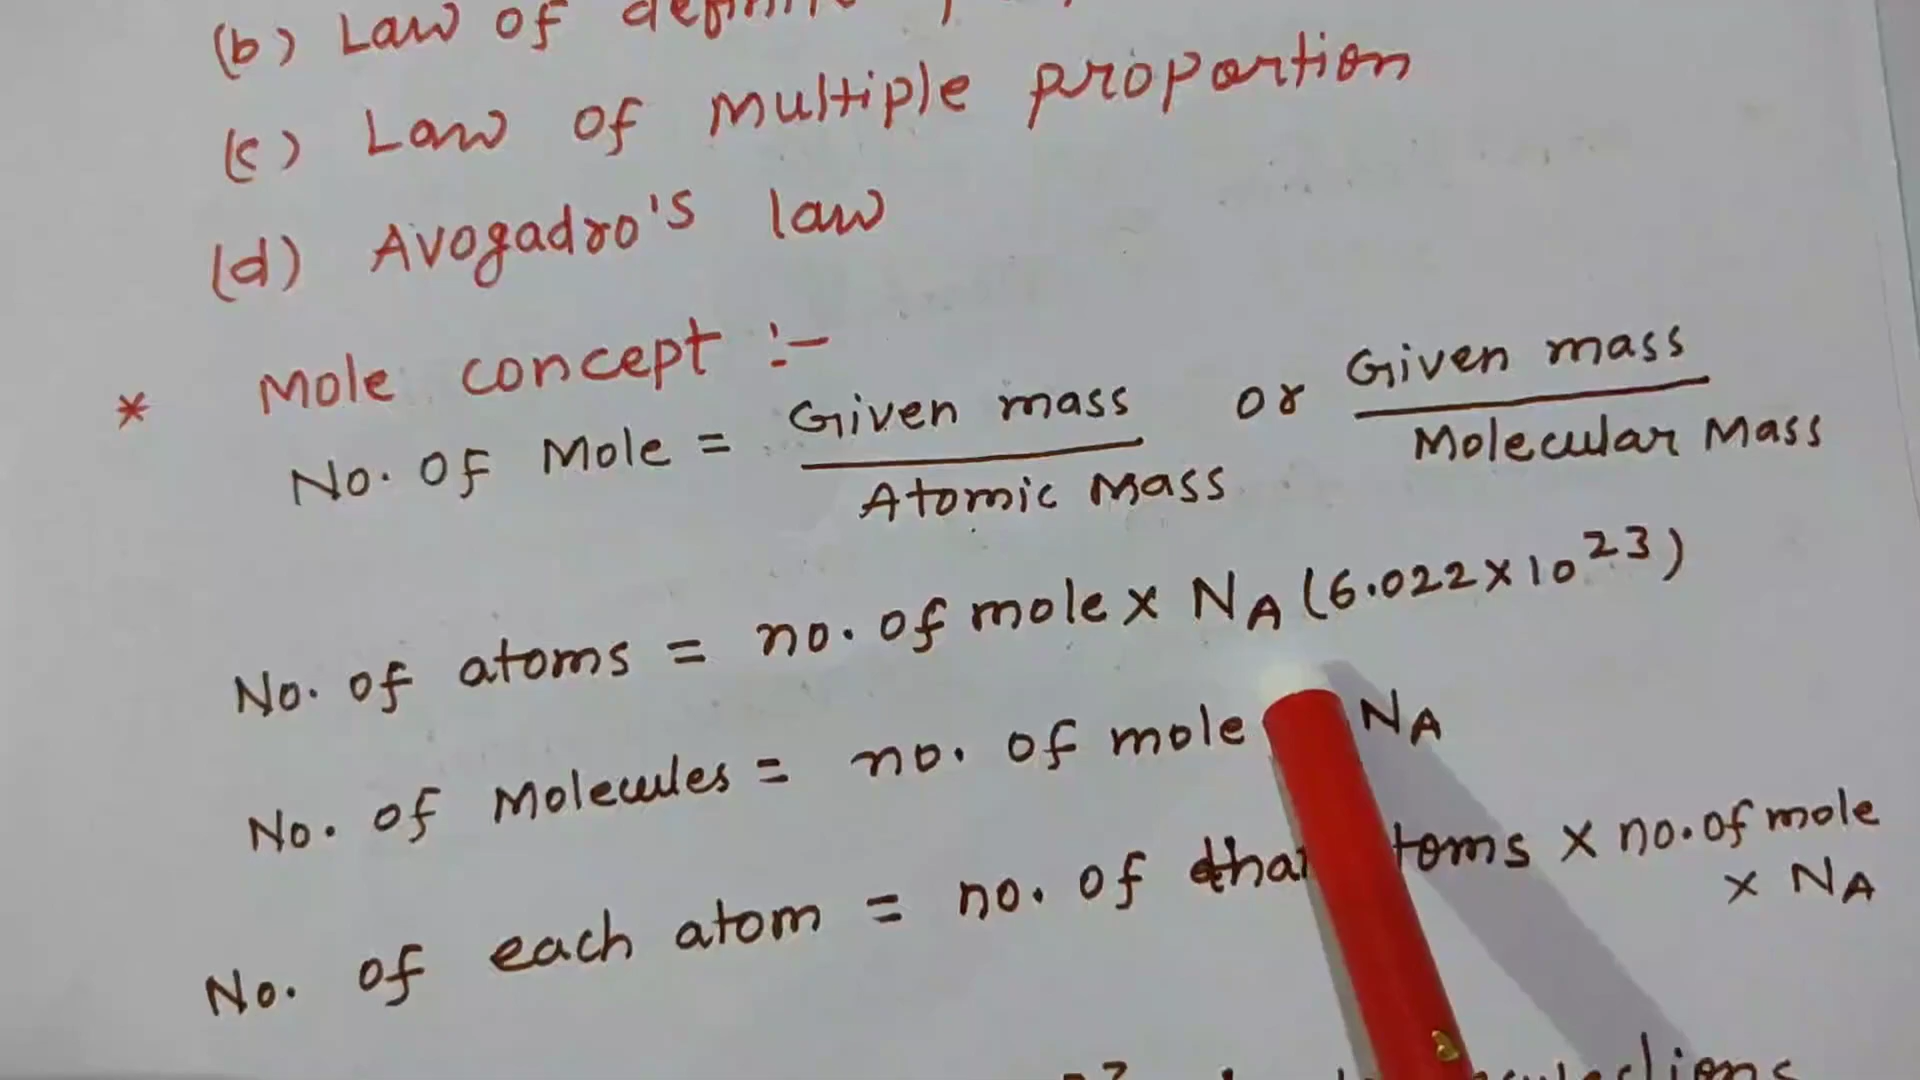 (b) Law of
(c) Law of multiple proportion
(d) Avogadro's law
* Mole concept :-
No. of Mole = Given mass / Atomic Mass or Given mass / Molecular Mass
No. of atoms = no. of mole x NA (6.022 x 10^23)
No. of Molecules = no. of mole NA
No. of each atom = no. of toms x no. of mole
x NA